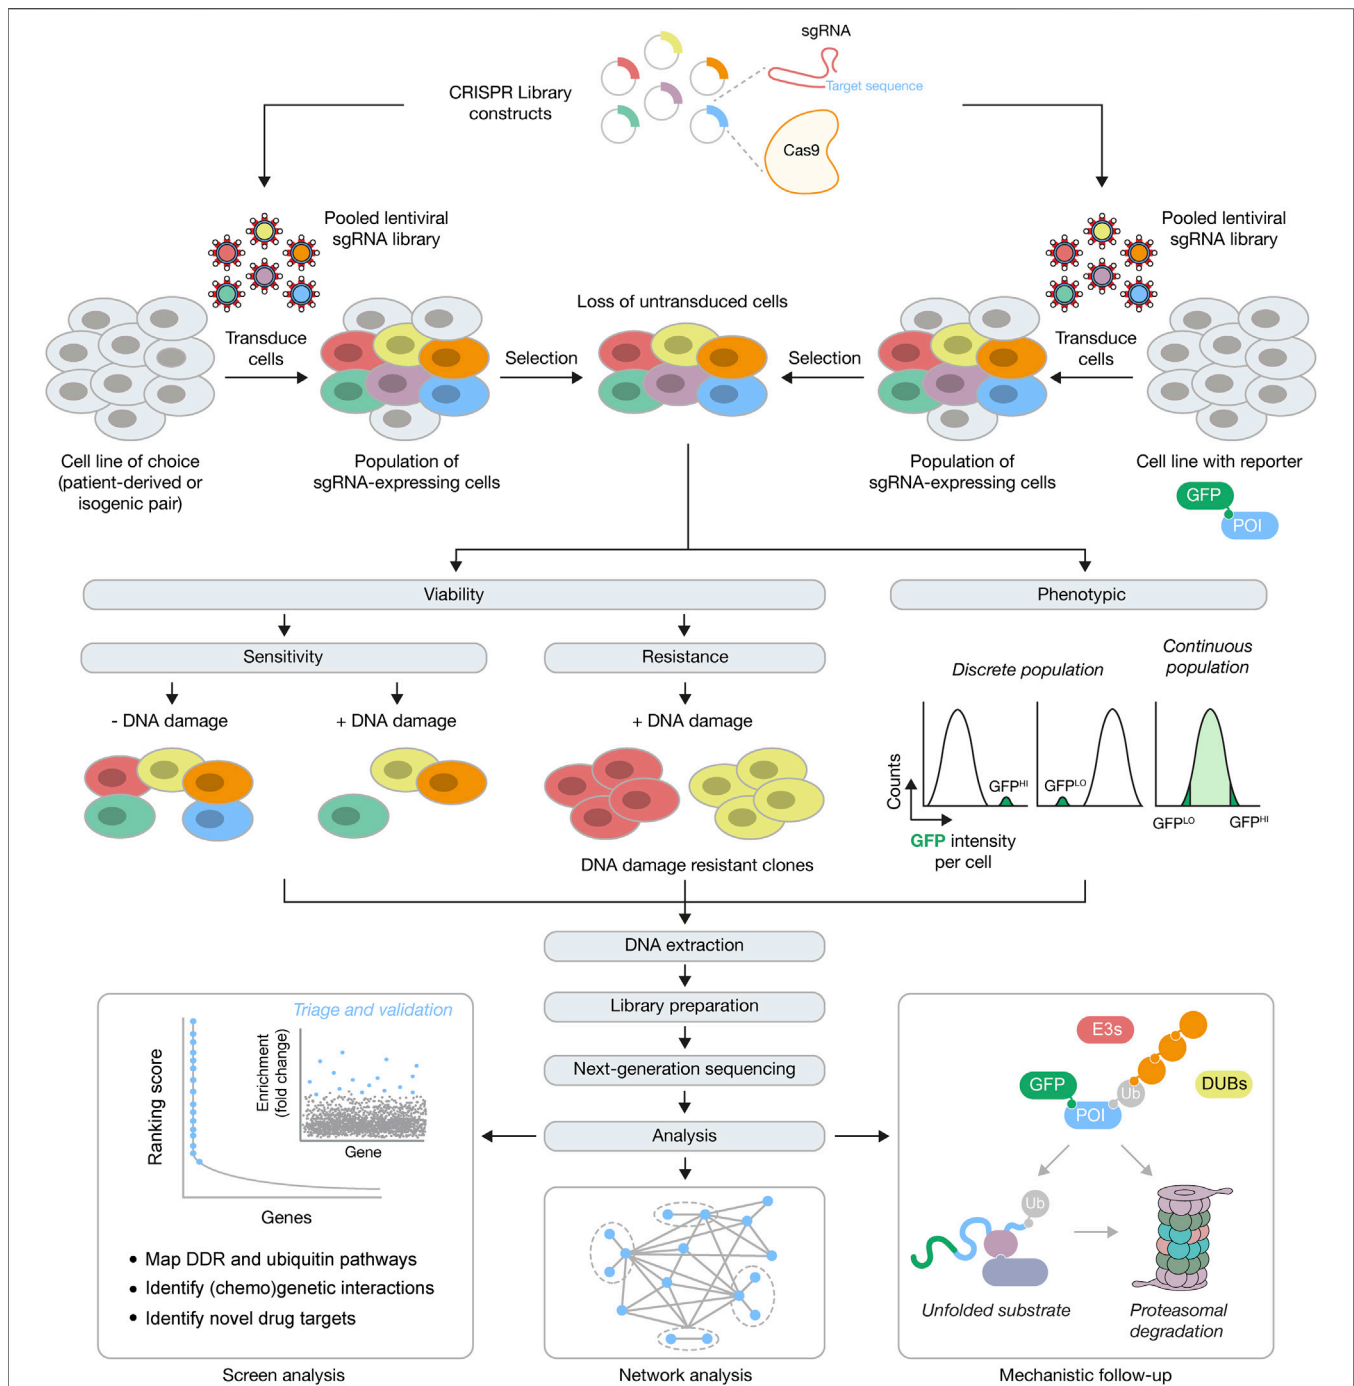 sgRNA
Target sequence
CRISPR Library
constructs
Cas9
Pooled lentiviral
sgRNA library
Pooled lentiviral
sgRNA library
Loss of untransduced cells
Transduce
cells
Selection
Selection
Transduce
cells
Cell line of choice
(patient-derived or
isogenic pair)
Population of
sgRNA-expressing cells
Population of
sgRNA-expressing cells
Cell line with reporter
GFP
POI
Viability
Phenotypic
Sensitivity
Resistance
Discrete population
Continuous
population
- DNA damage
+ DNA damage
+ DNA damage
Counts
GFPHI
GFPLO
GFPLO
GFPHI
GFP intensity
per cell
DNA damage resistant clones
DNA extraction
Library preparation
Next-generation sequencing
Analysis
Triage and validation
Ranking score
Enrichment
(fold change)
Gene
Genes
• Map DDR and ubiquitin pathways
• Identify (chemo)genetic interactions
• Identify novel drug targets
Screen analysis
Network analysis
E3s
GFP
Ub
DUBs
POI
Ub
Unfolded substrate
Proteasomal
degradation
Mechanistic follow-up